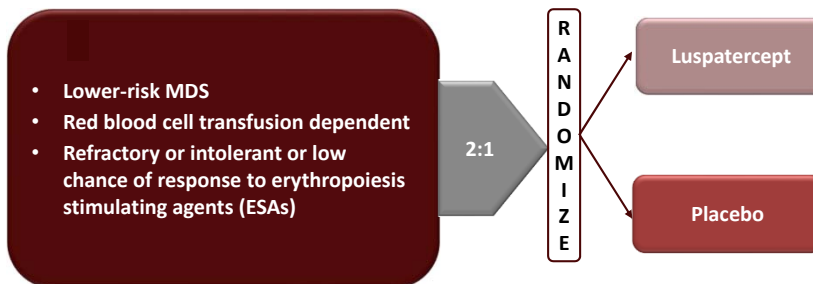 • Lower-risk MDS
• Red blood cell transfusion dependent
• Refractory or intolerant or low
chance of response to erythropoiesis
stimulating agents (ESAs)
2:1
RANDOMIZE
Luspatercept
Placebo